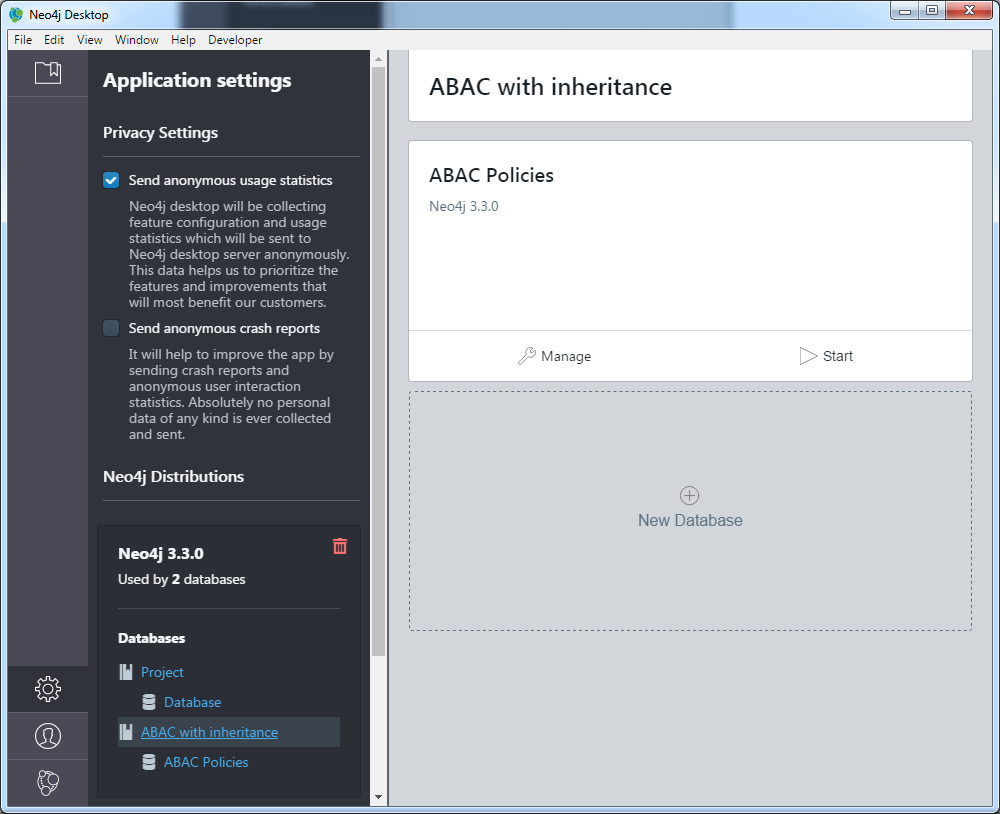 Neo4j Desktop
File Edit View Window Help Developer
Application settings
Privacy Settings
Send anonymous usage statistics
Neo4j desktop will be collecting
feature configuration and usage
statistics which will be sent to
Neo4j desktop server anonymously.
This data helps us to prioritize the
features and improvements that
will most benefit our customers.
Send anonymous crash reports
It will help to improve the app by
sending crash reports and
anonymous user interaction
statistics. Absolutely no personal
data of any kind is ever collected
and sent.
Neo4j Distributions
Neo4j 3.3.0
Used by 2 databases
Databases
Project
Database
ABAC with inheritance
ABAC Policies
ABAC with inheritance
ABAC Policies
Neo4j 3.3.0
Manage
Start
New Database